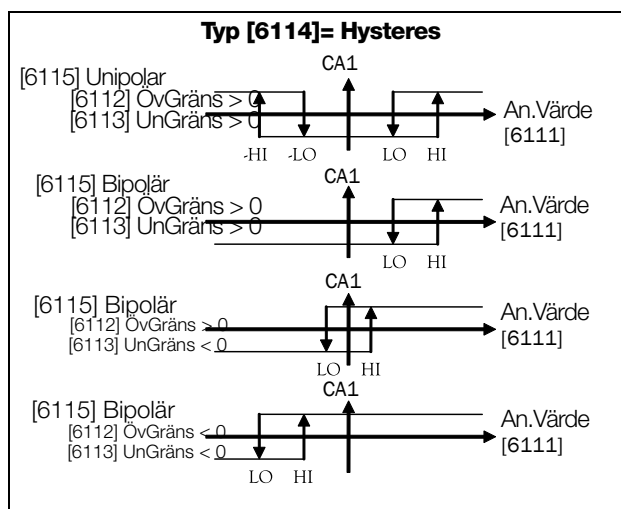 Typ [6114]= Hysteres
CA1
[6115] Unipolar
[6112] ÖvGräns > 0
[6113] UnGräns > 0
An.Värde
[6111]
-HI -LO LO HI
CA1
[6115] Bipolär
[6112] ÖvGräns > 0
[6113] UnGräns > 0
An.Värde
[6111]
LO HI
CA1
[6115] Bipolär
[6112] ÖvGräns > 0
[6113] UnGräns < 0
An.Värde
[6111]
LO HI
CA1
[6115] Bipolär
[6112] ÖvGräns < 0
[6113] UnGräns < 0
An.Värde
[6111]
LO HI